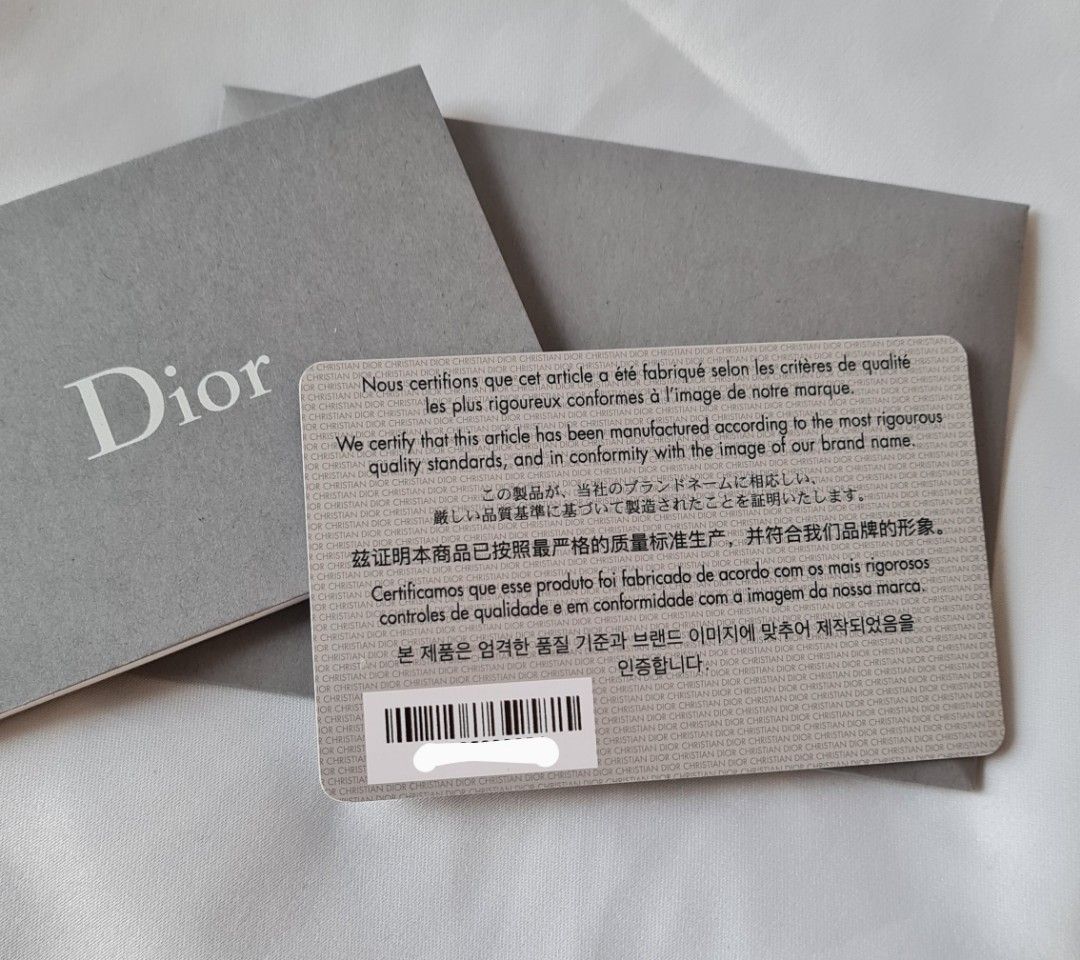 Dior
Nous certifions que cet article a été fabriqué selon les critères de qualité
les plus rigoureux conformes à l'image de notre marque.
We certify that this article has been manufactured according to the most rigourous
quality standards, and in conformity with the image of our brand name.
この製品が、当社のブランドネームに相応しい、
厳しい品質基準に基づいて製造されたことを証明いたします。
兹证明本商品已按照最严格的质量标准生产，并符合我们品牌的形象。
Certificamos que esse produto foi fabricado de acordo com os mais rigorosos
controles de qualidade e em conformidade com a imagem da nossa marca.
본 제품은 엄격한 품질 기준과 브랜드 이미지에 맞추어 제작되었음을
인증합니다.